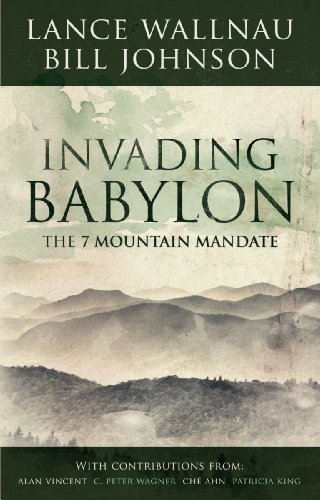 LANCE WALLNAU
BILL JOHNSON
INVADING
BABYLON
THE 7 MOUNTAIN MANDATE
WITH CONTRIBUTIONS FROM:
ALAN VINCENT C. PETER WAGNER CHÉ AHN PATRICIA KING